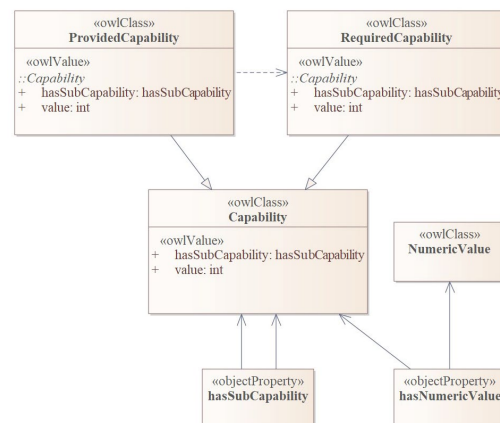 «owlClass»
ProvidedCapability
«owlValue»
::Capability
+ hasSubCapability: hasSubCapability
+ value: int
«owlClass»
RequiredCapability
«owlValue»
::Capability
+ hasSubCapability: hasSubCapability
+ value: int
«owlClass»
Capability
«owlValue»
+ hasSubCapability: hasSubCapability
+ value: int
«owlClass»
NumericValue
«objectProperty»
hasSubCapability
«objectProperty»
hasNumericValue